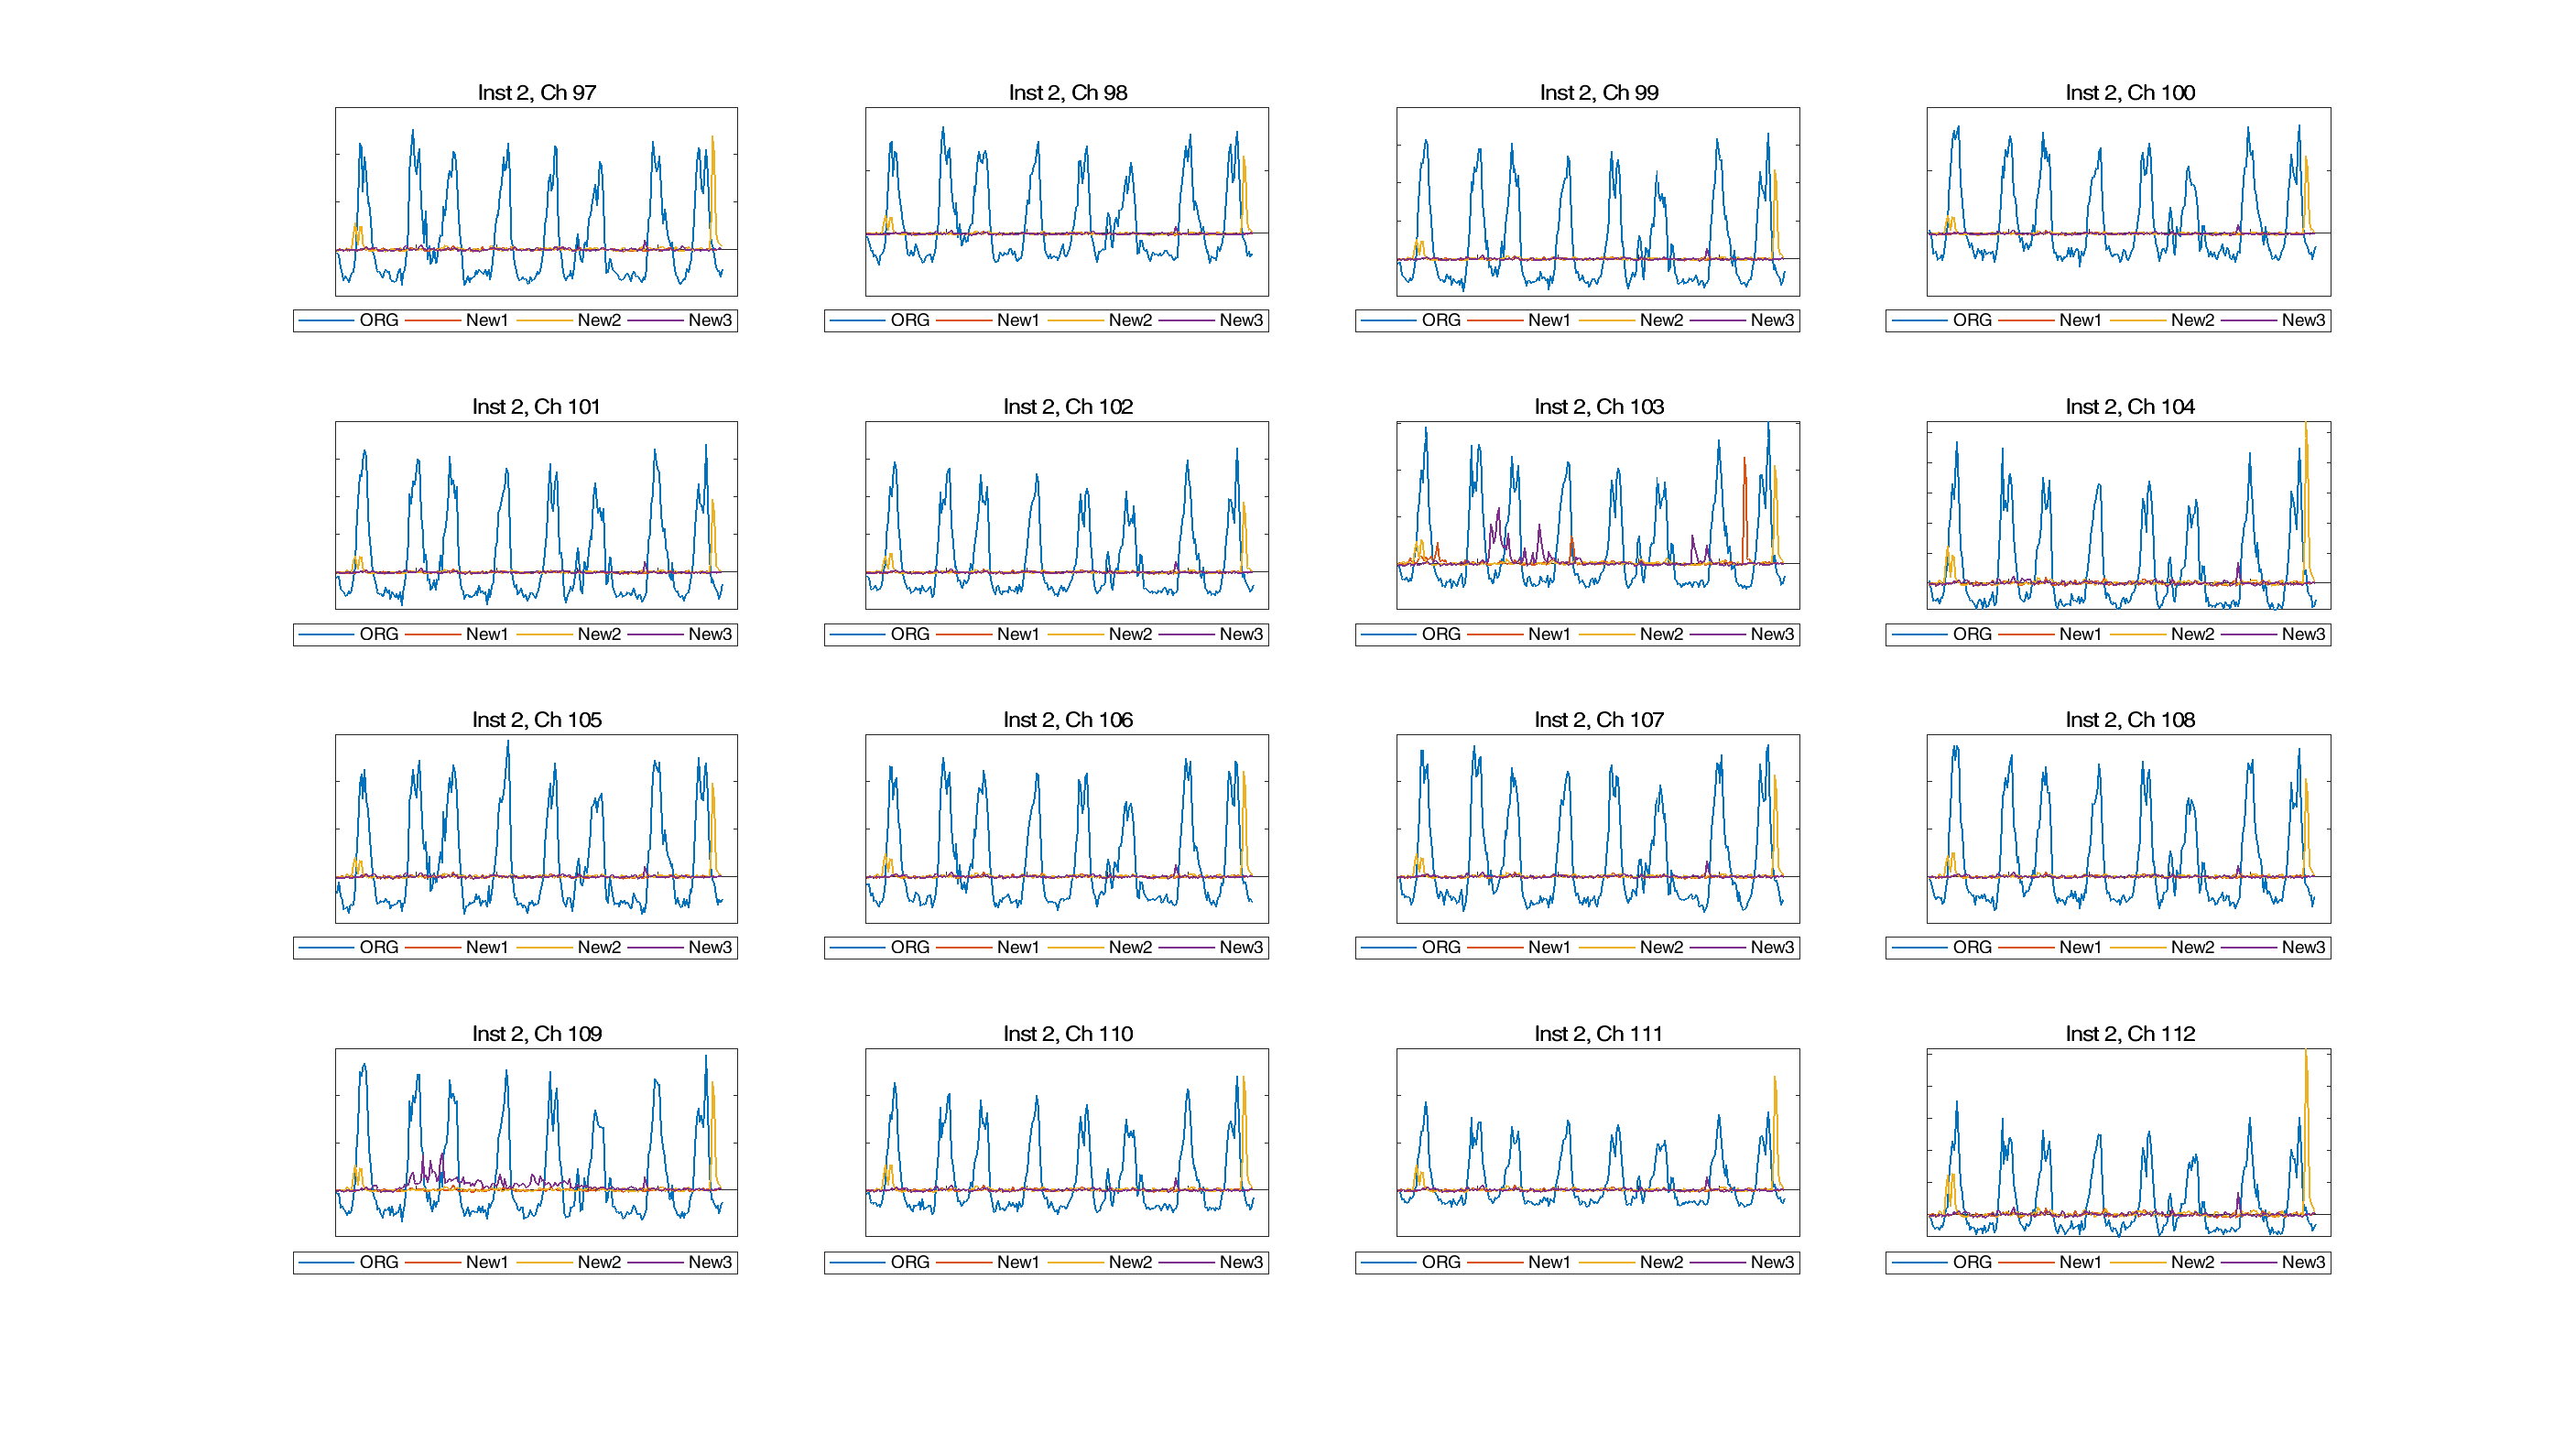 Inst 2, Ch 97
Inst 2, Ch 98
Inst 2, Ch 99
Inst 2, Ch 100
ORG New1 New2 New3
ORG New1 New2 New3
ORG New1 New2 New3
ORG New1 New2 New3
Inst 2, Ch 101
Inst 2, Ch 102
Inst 2, Ch 103
Inst 2, Ch 104
ORG New1 New2 New3
ORG New1 New2 New3
ORG New1 New2 New3
ORG New1 New2 New3
Inst 2, Ch 105
Inst 2, Ch 106
Inst 2, Ch 107
Inst 2, Ch 108
ORG New1 New2 New3
ORG New1 New2 New3
ORG New1 New2 New3
ORG New1 New2 New3
Inst 2, Ch 109
Inst 2, Ch 110
Inst 2, Ch 111
Inst 2, Ch 112
ORG New1 New2 New3
ORG New1 New2 New3
ORG New1 New2 New3
ORG New1 New2 New3